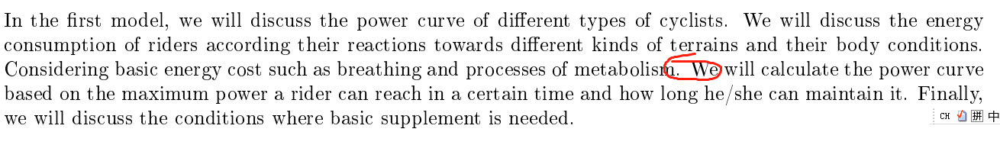 In the first model, we will discuss the power curve of different types of cyclists. We will discuss the energy
consumption of riders according their reactions towards different kinds of terrains and their body conditions.
Considering basic energy cost such as breathing and processes of metabolism. We will calculate the power curve
based on the maximum power a rider can reach in a certain time and how long he/she can maintain it. Finally,
we will discuss the conditions where basic supplement is needed.
CH 拼 中